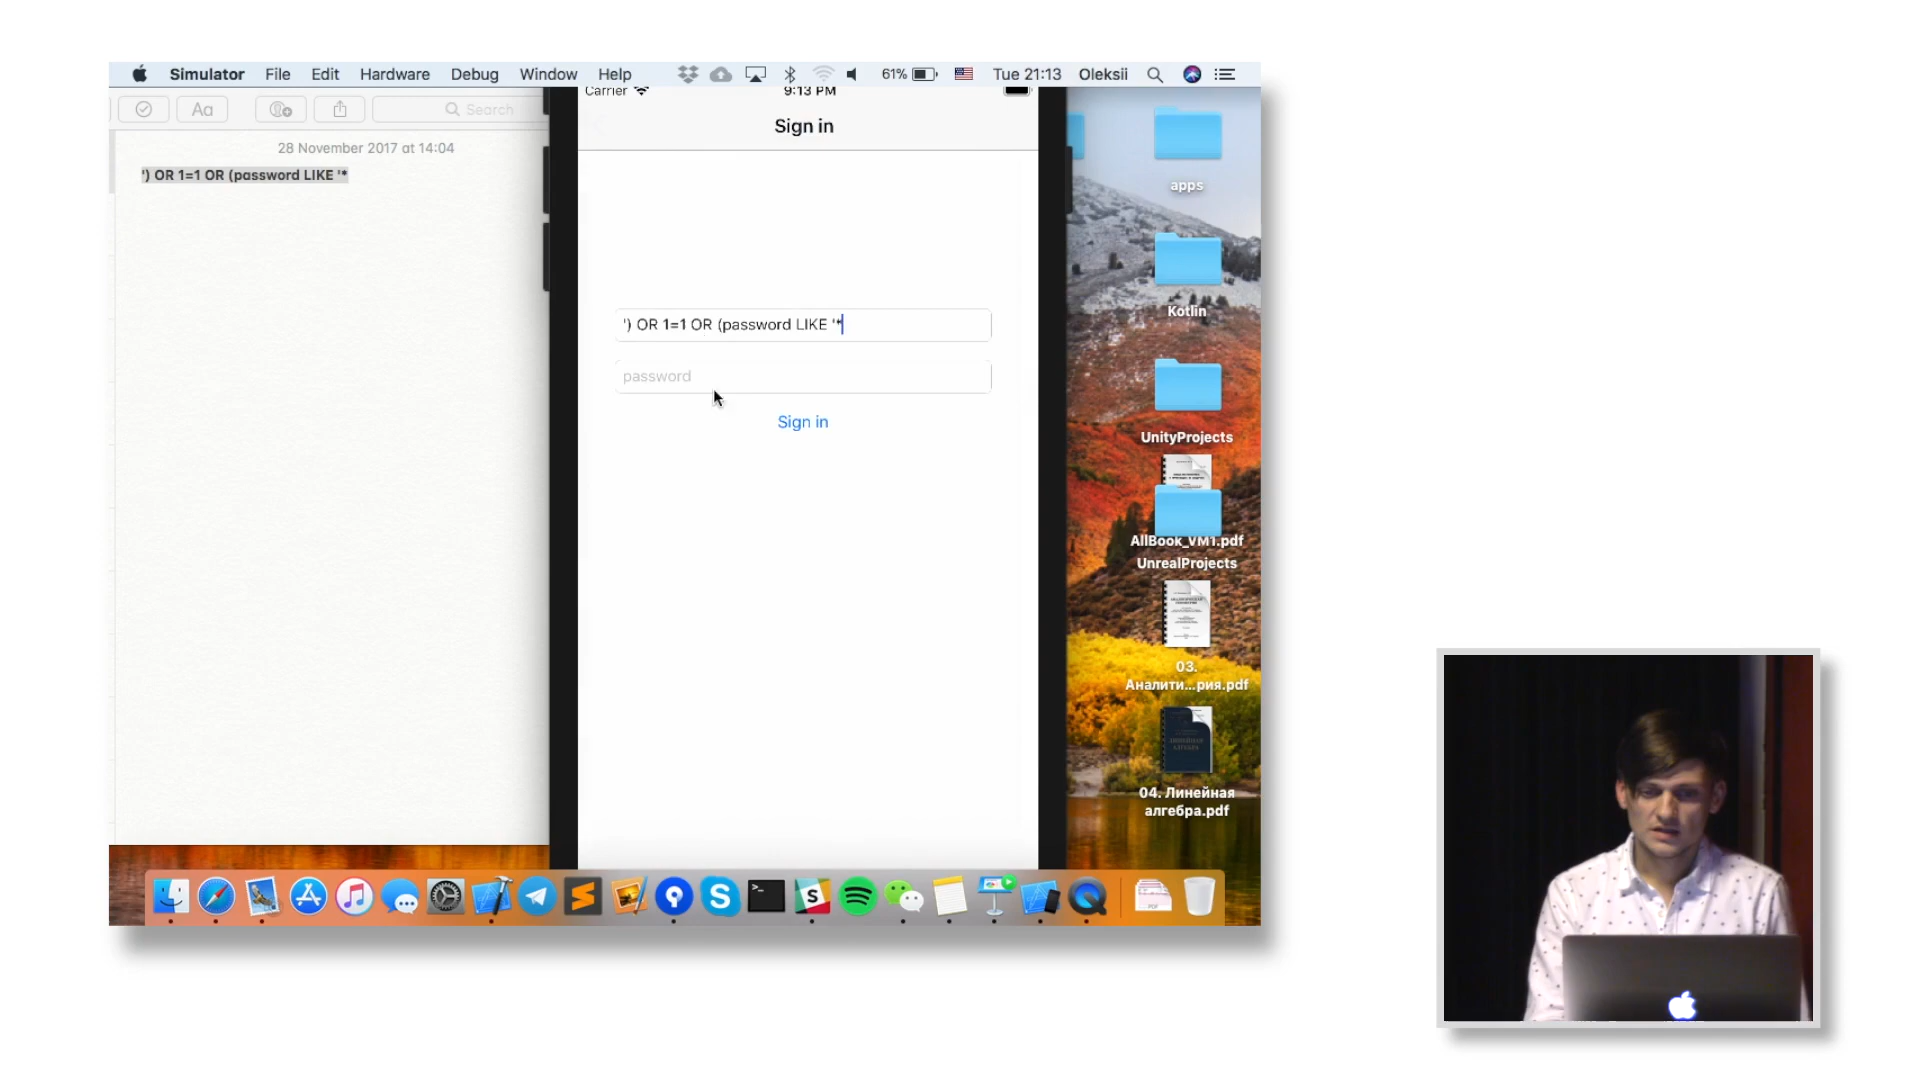 Simulator File Edit Hardware Debug Window Help 61% Tue 21:13 Oleksii
Aa Search
28 November 2017 at 14:04
') OR 1=1 OR (password LIKE '*
Carrier 9:13 PM
Sign in
') OR 1=1 OR (password LIKE '*
password
Sign in
apps
Kotlin
UnityProjects
AllBook_VM1.pdf
UnrealProjects
03.
Аналити...рия.pdf
04. Линейная
алгебра.pdf